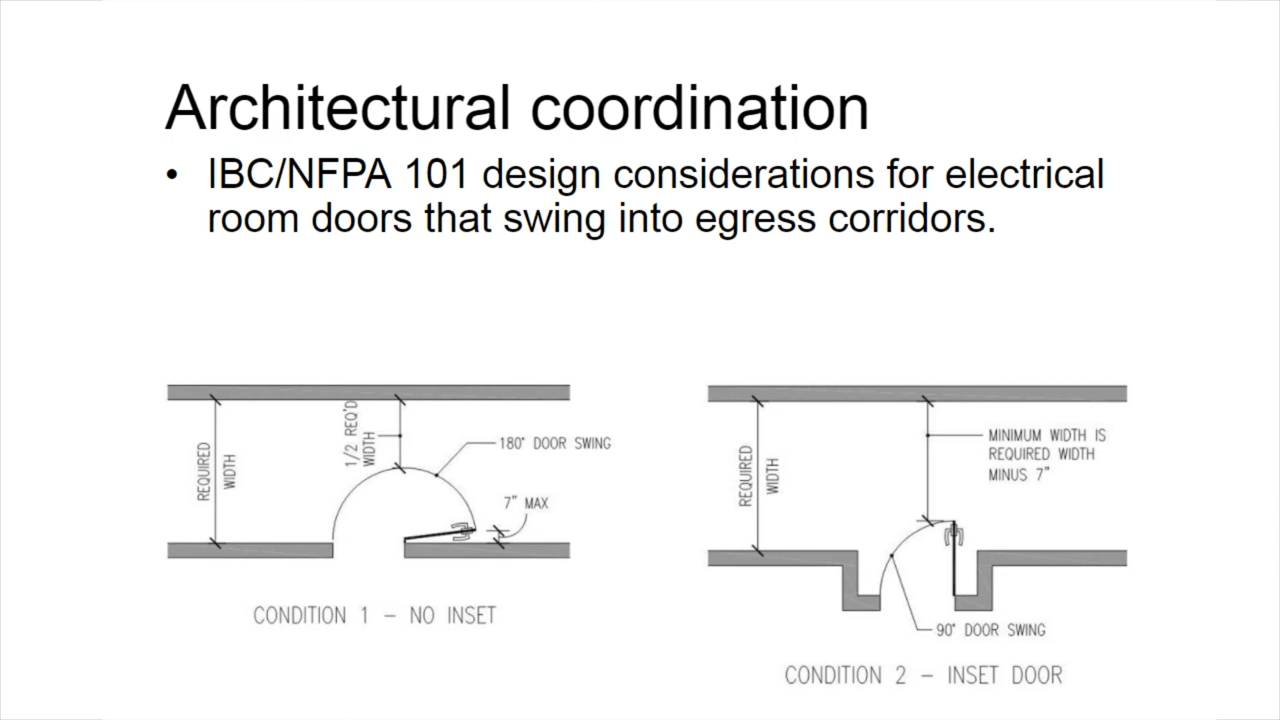 Architectural coordination
• IBC/NFPA 101 design considerations for electrical
room doors that swing into egress corridors.
REQUIRED
WIDTH
1/2 REQ'D
WIDTH
180° DOOR SWING
7" MAX
CONDITION 1 – NO INSET
REQUIRED
WIDTH
MINIMUM WIDTH IS
REQUIRED WIDTH
MINUS 7"
90° DOOR SWING
CONDITION 2 – INSET DOOR